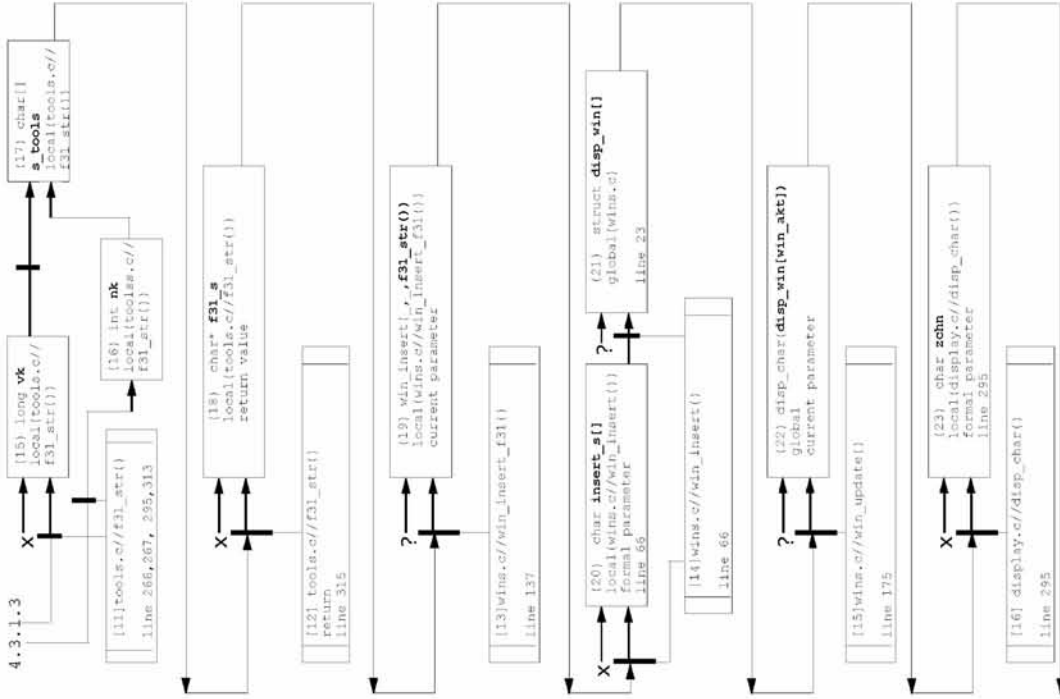 4.3.1.3
X
(15) long vk
local(tools.c//
f31_str())
(16) int nk
local(toolss.c//
f31_str())
(17) char[]
s_tools
local(tools.c//
f31_str())
[11]tools.c//f31_str()
line 266,267, 295,313
X
(18) char* f31_s
local(tools.c//f31_str())
return value
[12] tools.c//f31_str()
return
line 315
?
(19) win_insert(_,_,f31_str())
local(wins.c//win_insert_f31())
current parameter
[13]wins.c//win_insert_f31()
line 137
X
(20) char insert_s[]
local(wins.c//win_insert())
formal parameter
line 66
?
(21) struct disp_win[]
global(wins.c)
line 23
[14]wins.c//win_insert()
line 66
?
(22) disp_char(disp_win[win_akt])
global
current parameter
[15]wins.c//win_update()
line 175
X
(23) char zchn
local(display.c//disp_char())
formal parameter
line 295
[16] display.c//disp_char()
line 295